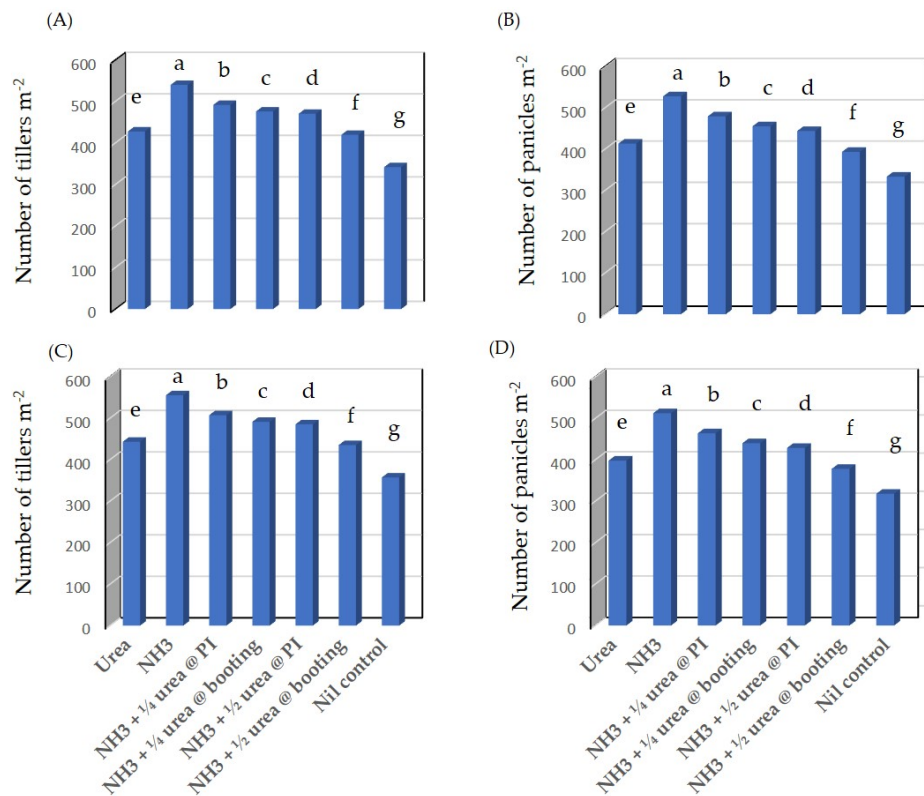 (A)
Number of tillers m-2
600
500
400
300
200
100
0
e
a
b
c
d
f
g
(B)
Number of panicles m-2
600
500
400
300
200
100
0
e
a
b
c
d
f
g
(C)
Number of tillers m-2
600
500
400
300
200
100
0
e
a
b
c
d
f
g
Urea
NH3
NH3 + ¼ urea @ PI
NH3 + ¼ urea @ booting
NH3 + ½ urea @ PI
NH3 + ½ urea @ booting
Nil control
(D)
Number of panicles m-2
600
500
400
300
200
100
0
e
a
b
c
d
f
g
Urea
NH3
NH3 + ¼ urea @ PI
NH3 + ¼ urea @ booting
NH3 + ½ urea @ PI
NH3 + ½ urea @ booting
Nil control